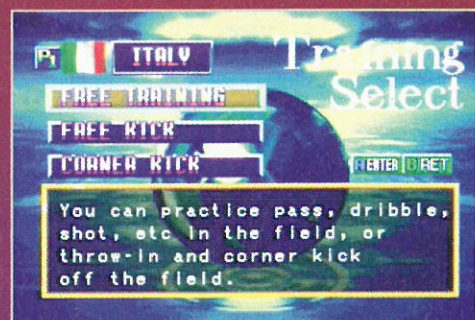 P1 ITALY
Training
Select
FREE TRAINING
FREE KICK
CORNER KICK
A ENTER B RET
You can practice pass, dribble,
shot, etc in the field, or
throw-in and corner kick
off the field.